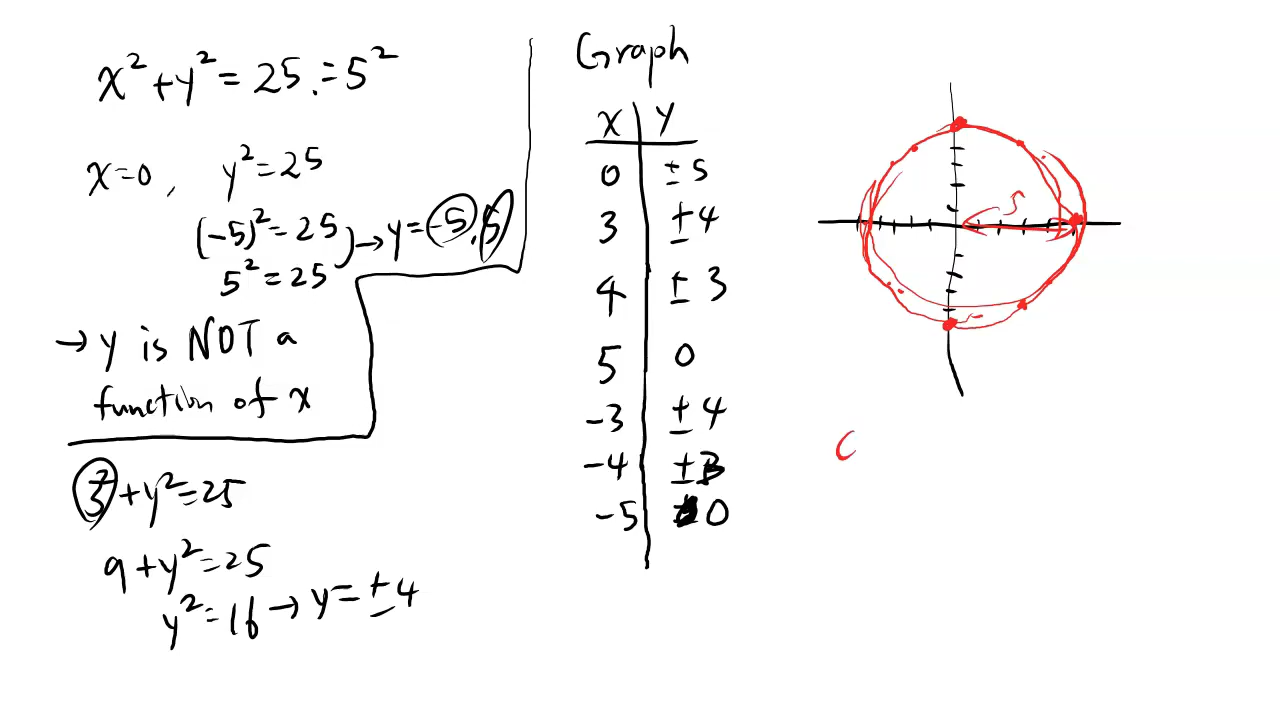 x² + y² = 25 . = 5²
x=0 , y² = 25
(-5)² = 25 → y = -5, 5
5² = 25
→ y is NOT a
function of x
3² + y² = 25
9 + y² = 25
y² = 16 → y = ±4
Graph
x y
0 ±5
3 ±4
4 ±3
5 0
-3 ±4
-4 ±3
-5 0
5
C